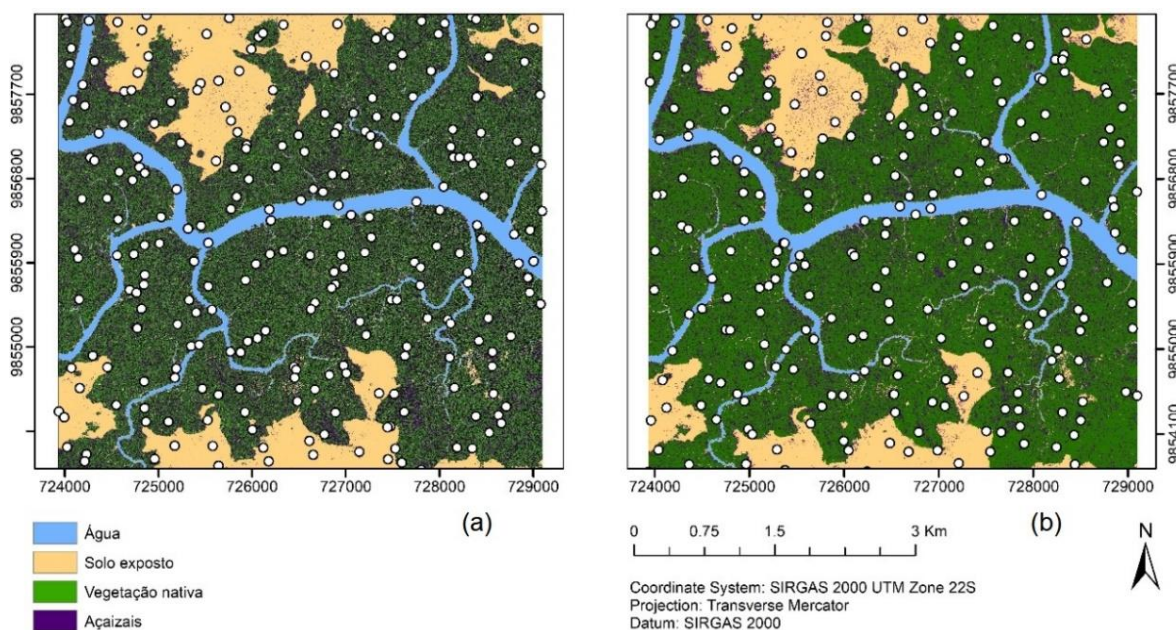 9857700
9856800
9855900
9855000
724000 725000 726000 727000 728000 729000
(a)
724000 725000 726000 727000 728000 729000
(b)
9857700
9856800
9855900
9855000
9854100
Água
Solo exposto
Vegetação nativa
Açaizais
0 0.75 1.5 3 Km
Coordinate System: SIRGAS 2000 UTM Zone 22S
Projection: Transverse Mercator
Datum: SIRGAS 2000
N